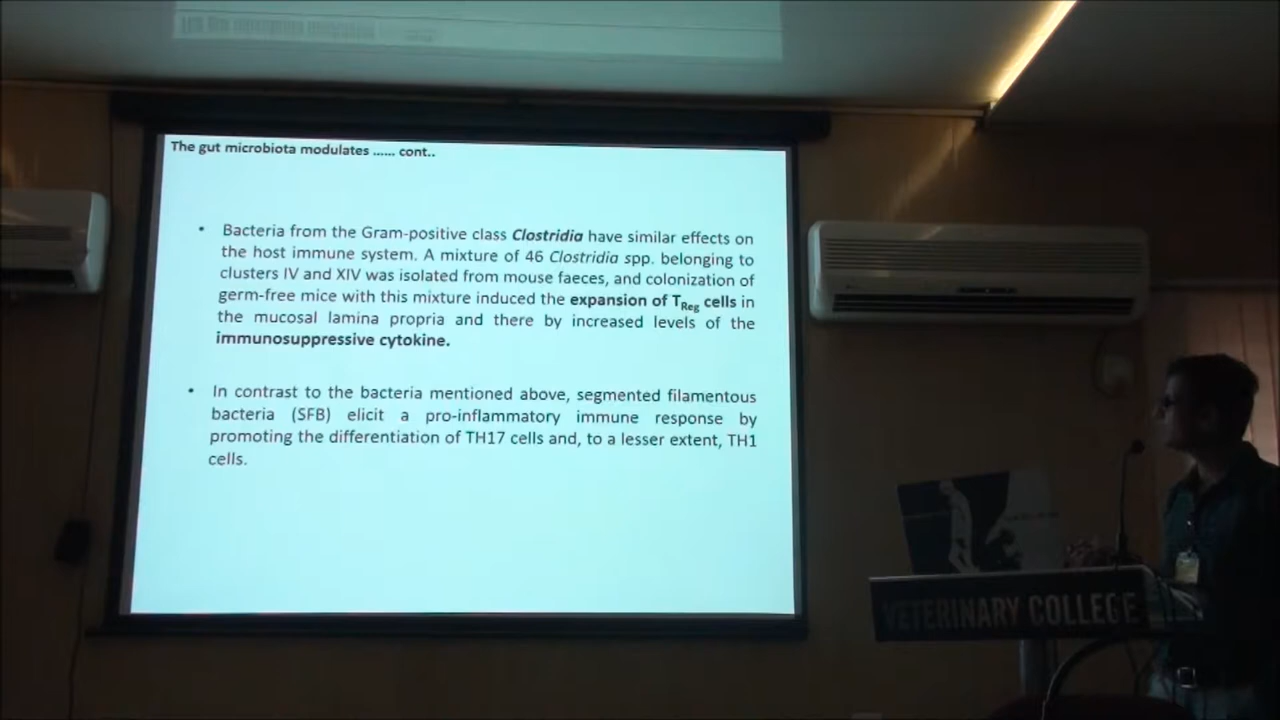 The gut microbiota modulates ...... cont..
• Bacteria from the Gram-positive class Clostridia have similar effects on
the host immune system. A mixture of 46 Clostridia spp. belonging to
clusters IV and XIV was isolated from mouse faeces, and colonization of
germ-free mice with this mixture induced the expansion of TReg cells in
the mucosal lamina propria and there by increased levels of the
immunosuppressive cytokine.
• In contrast to the bacteria mentioned above, segmented filamentous
bacteria (SFB) elicit a pro-inflammatory immune response by
promoting the differentiation of TH17 cells and, to a lesser extent, TH1
cells.
VETERINARY COLLEGE